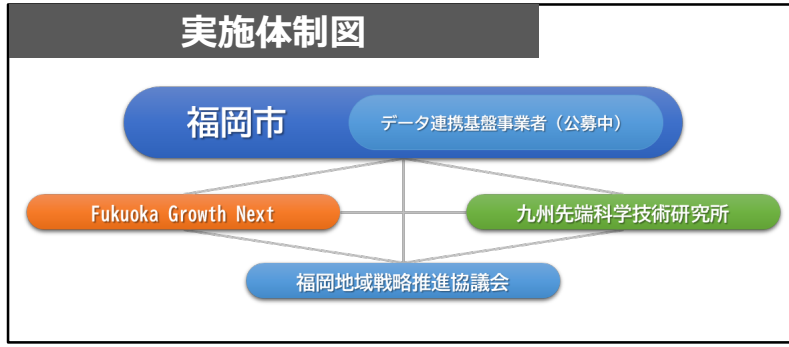 実施体制図
福岡市
データ連携基盤事業者（公募中）
Fukuoka Growth Next
九州先端科学技術研究所
福岡地域戦略推進協議会